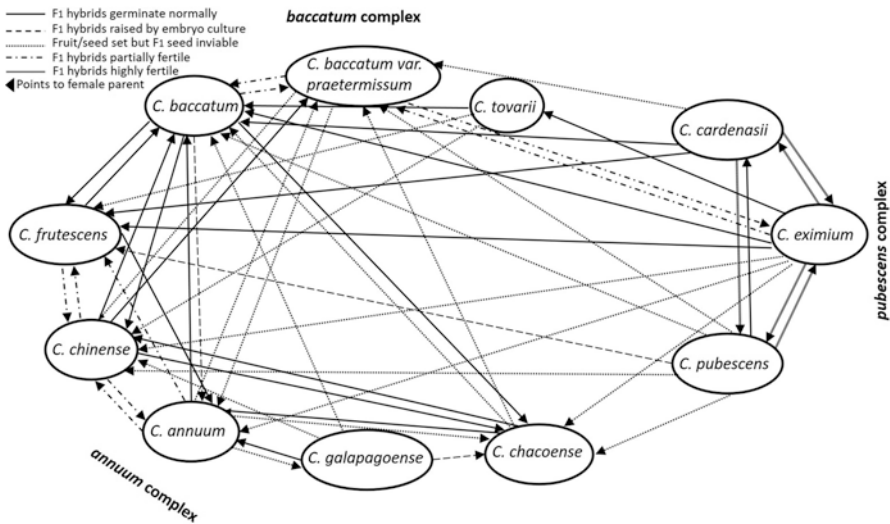 F1 hybrids germinate normally
F1 hybrids raised by embryo culture
Fruit/seed set but F1 seed inviable
F1 hybrids partially fertile
F1 hybrids highly fertile
Points to female parent
baccatum complex
C. baccatum var.
praetermissum
C. baccatum
C. tovarii
C. cardenasii
C. frutescens
C. eximium
pubescens complex
C. chinense
C. pubescens
C. annuum
C. galapagoense
C. chacoense
annuum complex